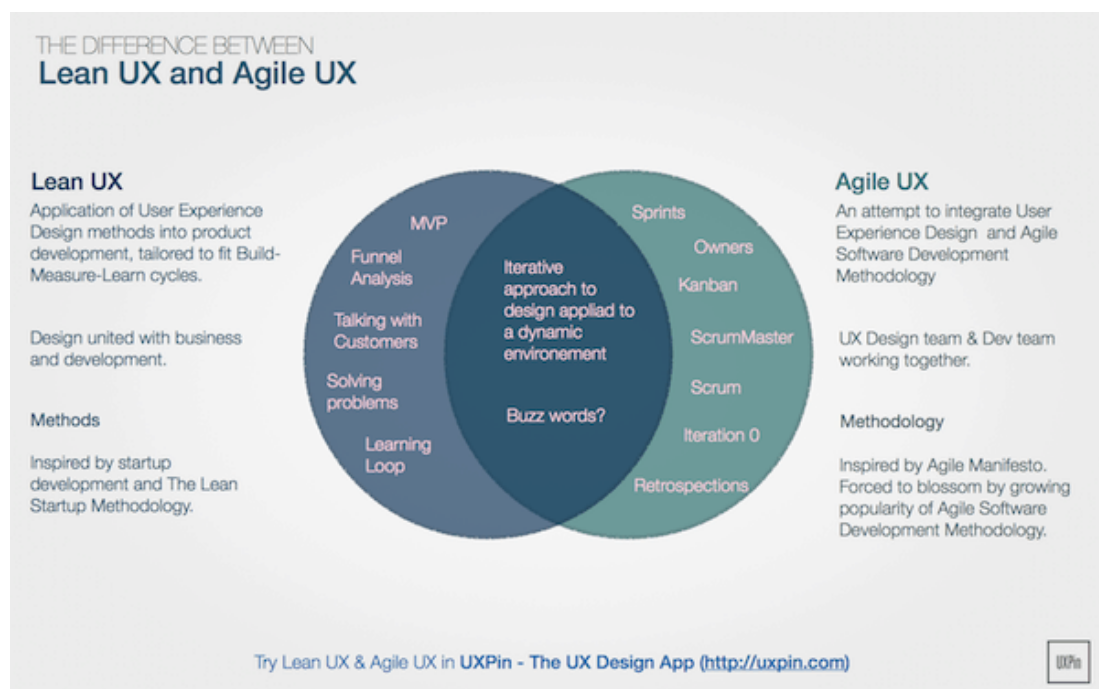 THE DIFFERENCE BETWEEN
Lean UX and Agile UX
Lean UX
Application of User Experience
Design methods into product
development, tailored to fit Build-
Measure-Learn cycles.
Design united with business
and development.
Methods
Inspired by startup
development and The Lean
Startup Methodology.
MVP
Funnel
Analysis
Talking with
Customers
Solving
problems
Learning
Loop
Iterative
approach to
design appliad to
a dynamic
environement
Buzz words?
Sprints
Owners
Kanban
ScrumMaster
Scrum
Iteration 0
Retrospections
Agile UX
An attempt to integrate User
Experience Design and Agile
Software Development
Methodology
UX Design team & Dev team
working together.
Methodology
Inspired by Agile Manifesto.
Forced to blossom by growing
popularity of Agile Software
Development Methodology.
Try Lean UX & Agile UX in UXPin - The UX Design App (http://uxpin.com)
UXPin